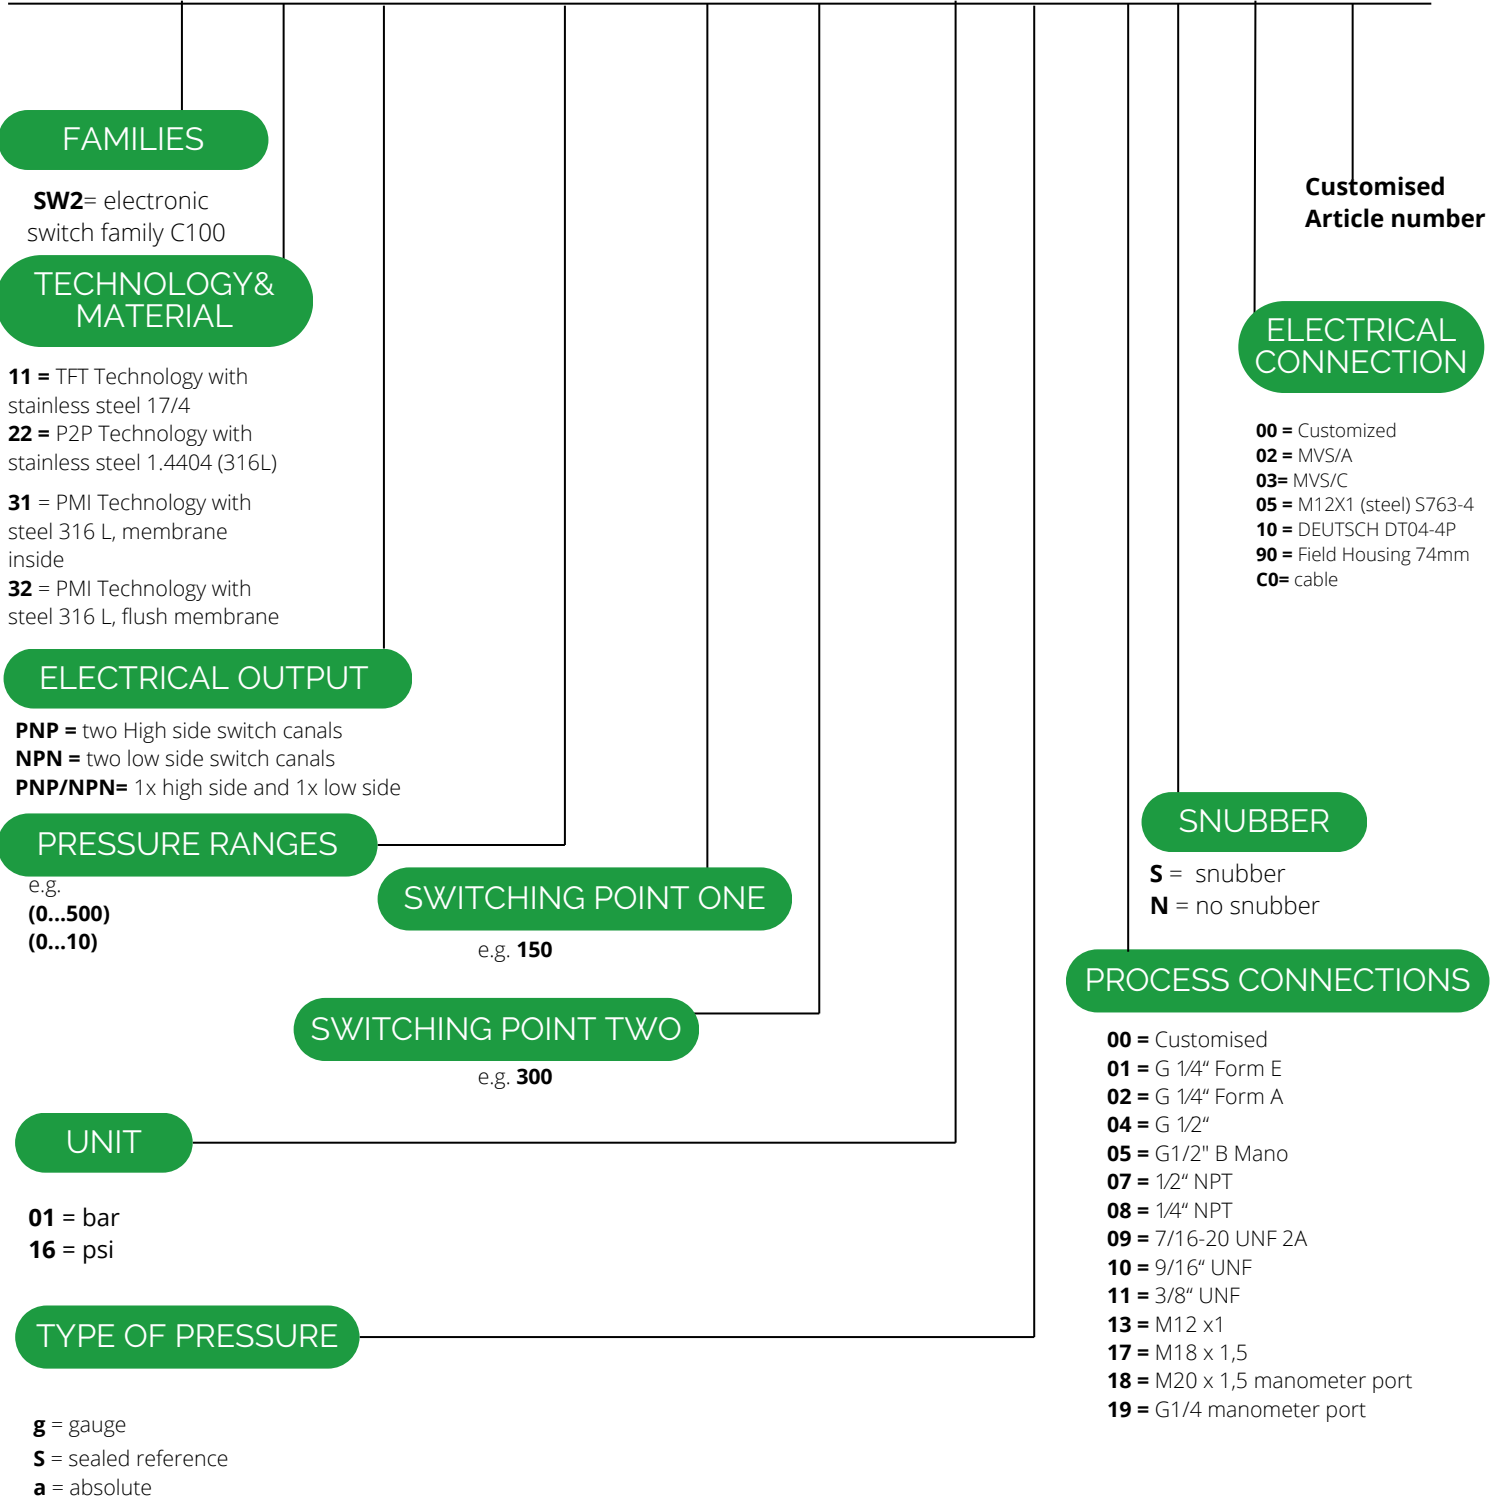 FAMILIES
SW2= electronic
switch family C100
TECHNOLOGY&
MATERIAL
11 = TFT Technology with
stainless steel 17/4
22 = P2P Technology with
stainless steel 1.4404 (316L)
31 = PMI Technology with
steel 316 L, membrane
inside
32 = PMI Technology with
steel 316 L, flush membrane
ELECTRICAL OUTPUT
PNP = two High side switch canals
NPN = two low side switch canals
PNP/NPN= 1x high side and 1x low side
PRESSURE RANGES
e.g.
(0...500)
(0...10)
SWITCHING POINT ONE
e.g. 150
SWITCHING POINT TWO
e.g. 300
UNIT
01 = bar
16 = psi
TYPE OF PRESSURE
g = gauge
S = sealed reference
a = absolute
Customised
Article number
ELECTRICAL
CONNECTION
00 = Customized
02 = MVS/A
03= MVS/C
05 = M12X1 (steel) S763-4
10 = DEUTSCH DT04-4P
90 = Field Housing 74mm
C0= cable
SNUBBER
S = snubber
N = no snubber
PROCESS CONNECTIONS
00 = Customised
01 = G 1/4“ Form E
02 = G 1/4“ Form A
04 = G 1/2“
05 = G1/2" B Mano
07 = 1/2“ NPT
08 = 1/4“ NPT
09 = 7/16-20 UNF 2A
10 = 9/16“ UNF
11 = 3/8“ UNF
13 = M12 x1
17 = M18 x 1,5
18 = M20 x 1,5 manometer port
19 = G1/4 manometer port